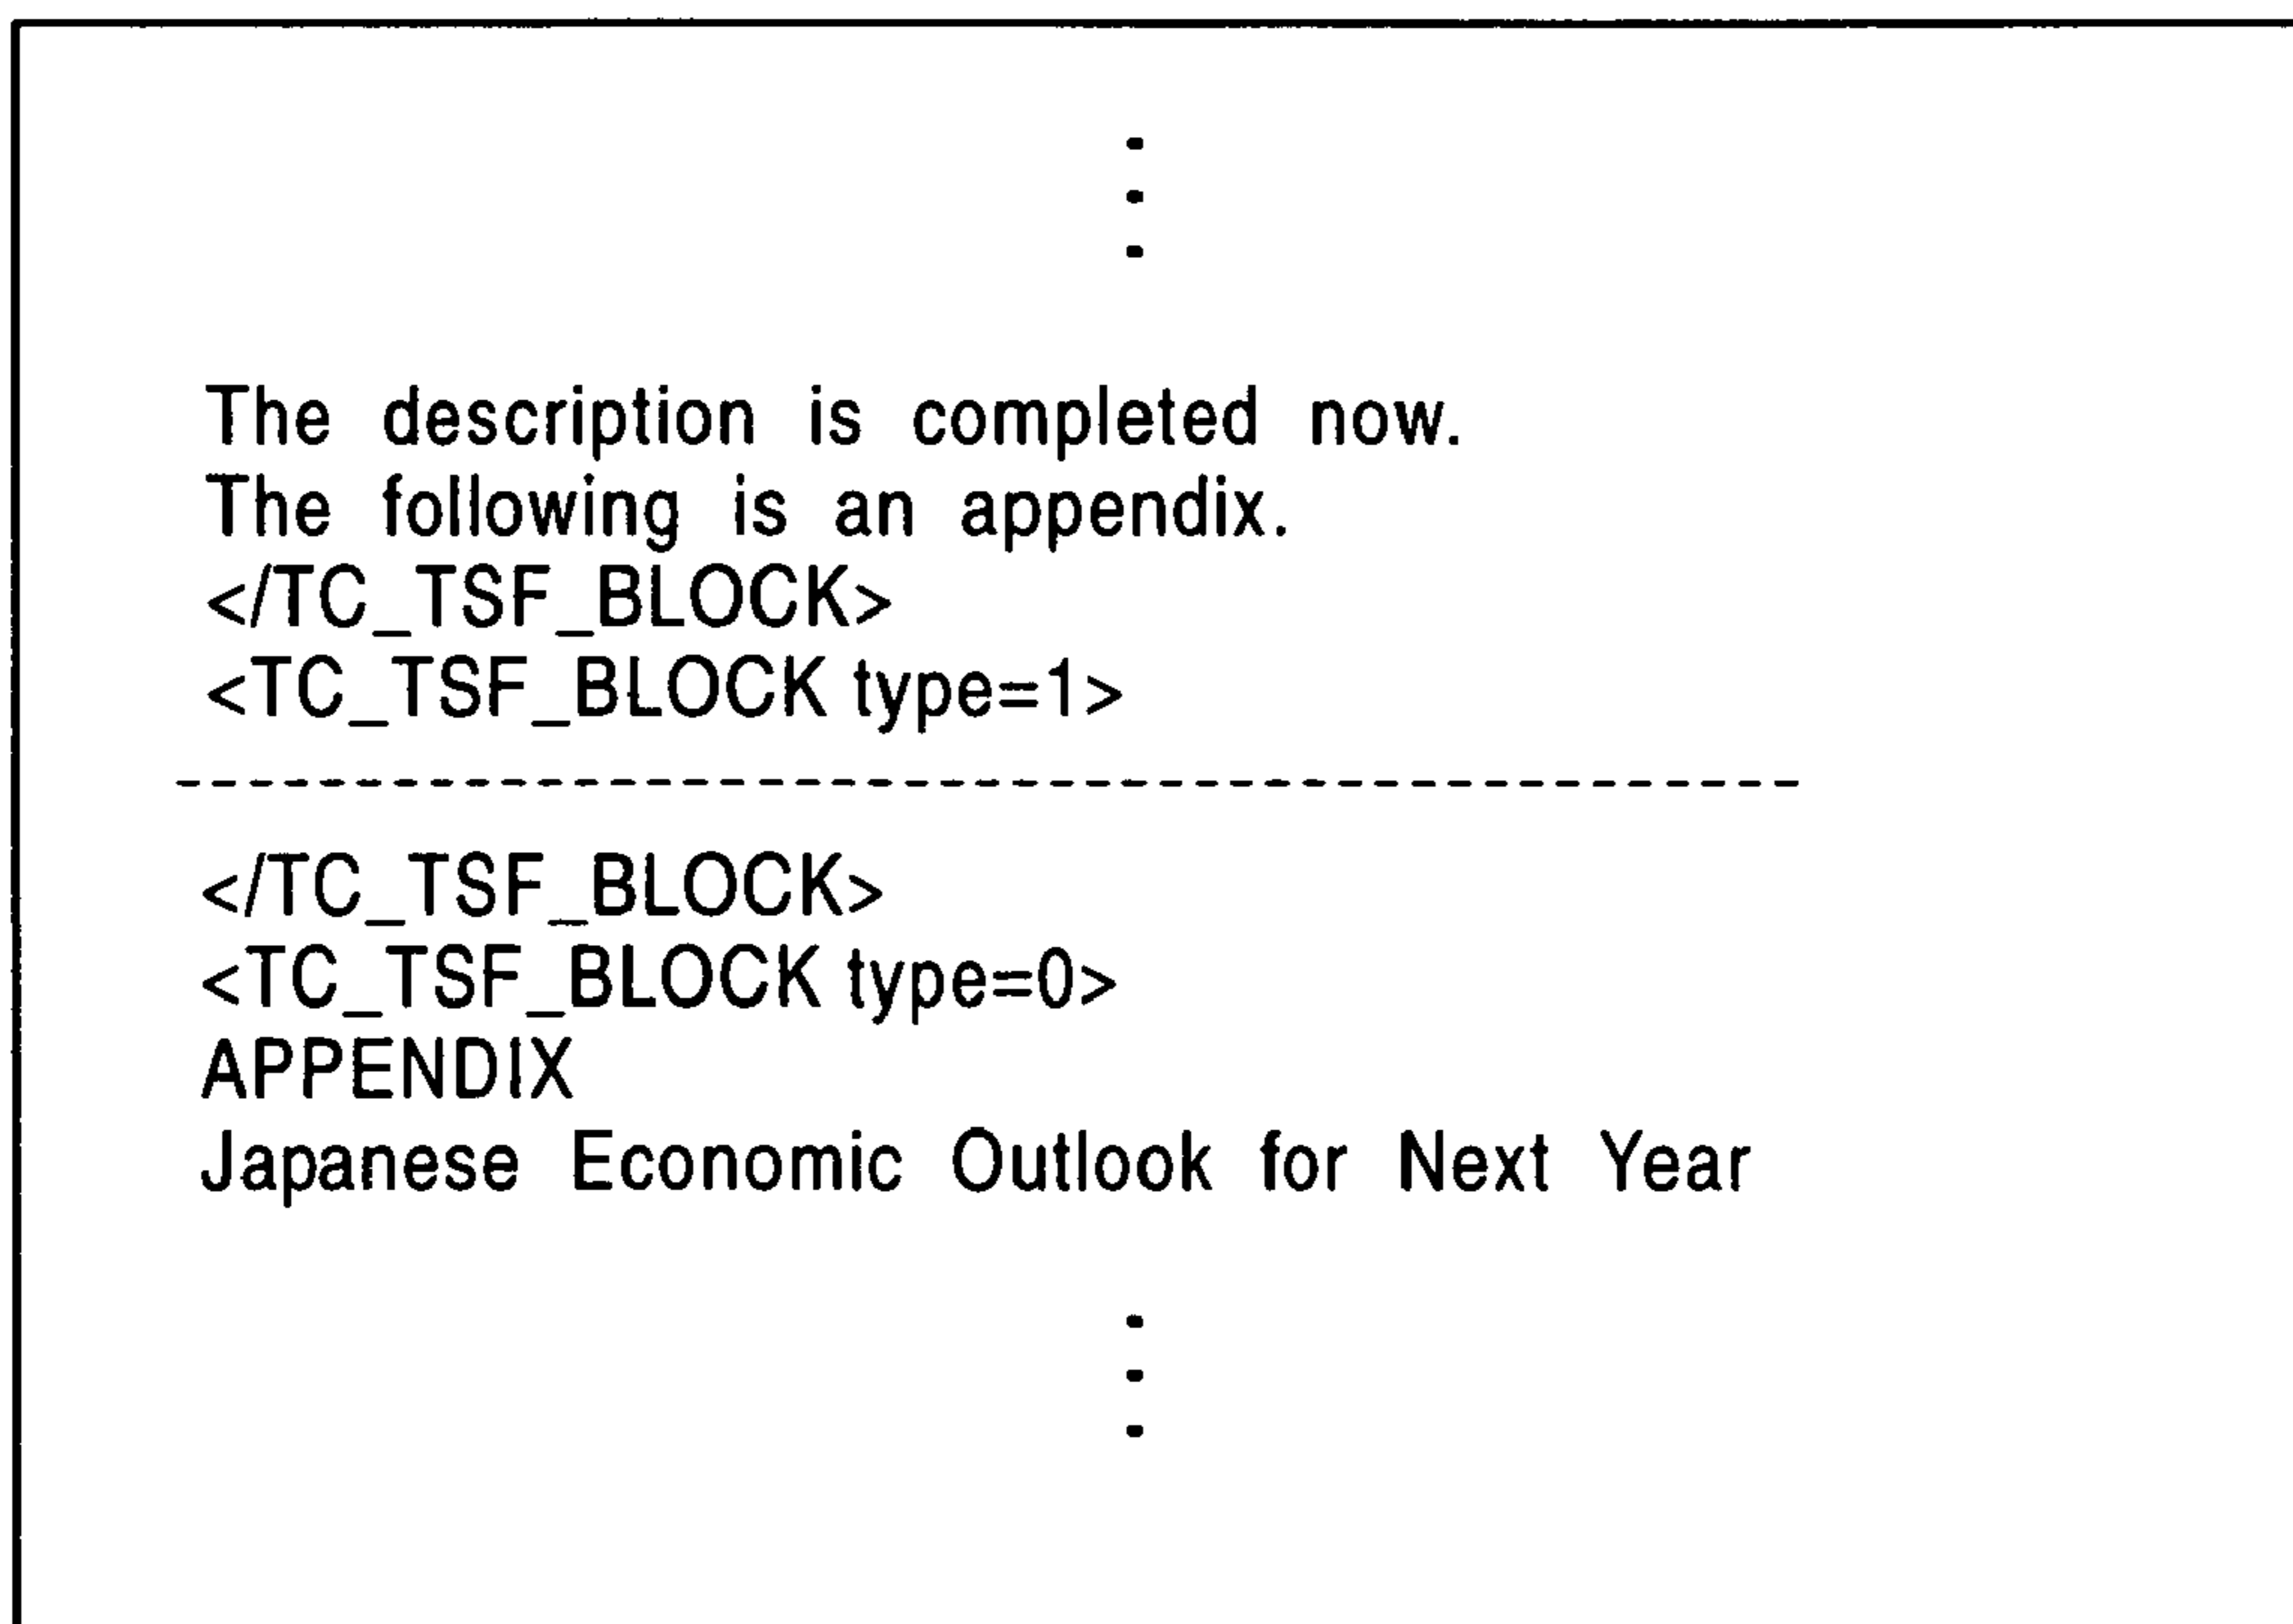 The description is completed now.
The following is an appendix.
</TC_TSF_BLOCK>
<TC_TSF_BLOCK type=1>
---------------------------------------------
</TC_TSF_BLOCK>
<TC_TSF_BLOCK type=0>
APPENDIX
Japanese Economic Outlook for Next Year